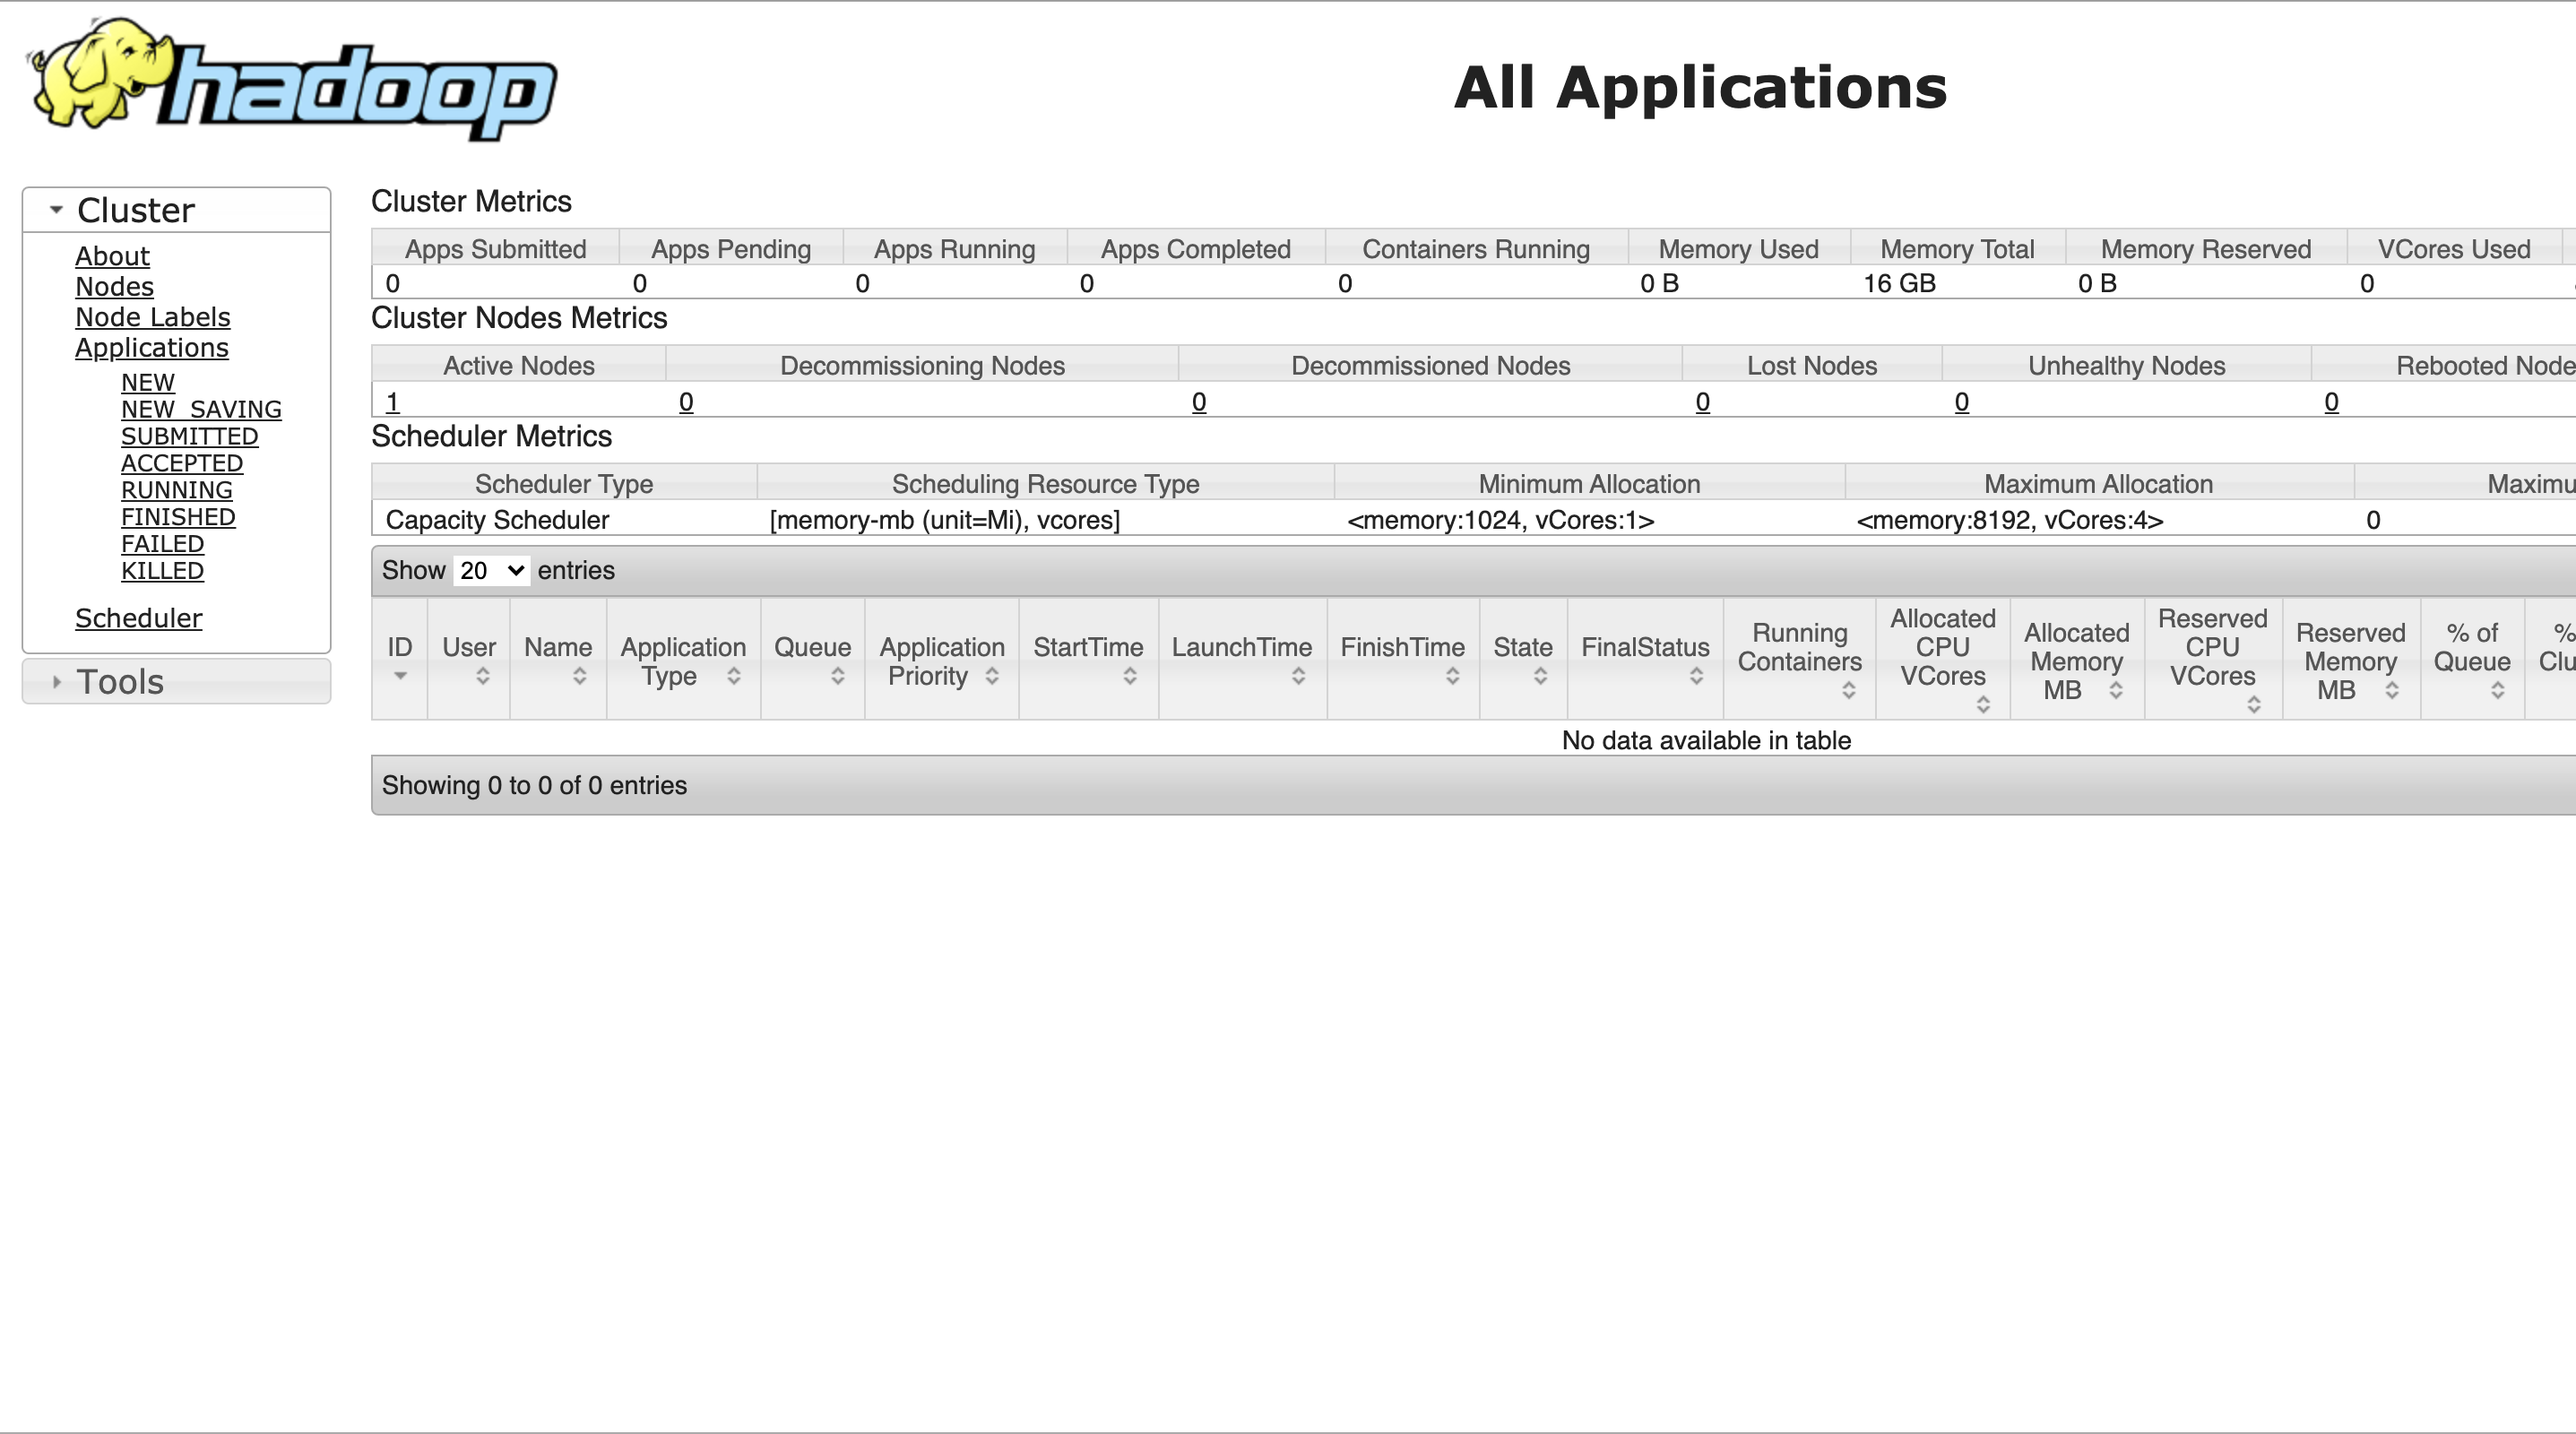 hadoop
All Applications
Cluster
About
Nodes
Node Labels
Applications
NEW
NEW_SAVING
SUBMITTED
ACCEPTED
RUNNING
FINISHED
FAILED
KILLED
Scheduler
Tools
Cluster Metrics
Apps Submitted Apps Pending Apps Running Apps Completed Containers Running Memory Used Memory Total Memory Reserved VCores Used
0 0 0 0 0 0 B 16 GB 0 B 0
Cluster Nodes Metrics
Active Nodes Decommissioning Nodes Decommissioned Nodes Lost Nodes Unhealthy Nodes Rebooted Node
1 0 0 0 0 0
Scheduler Metrics
Scheduler Type Scheduling Resource Type Minimum Allocation Maximum Allocation Maximu
Capacity Scheduler [memory-mb (unit=Mi), vcores] <memory:1024, vCores:1> <memory:8192, vCores:4> 0
Show 20 entries
ID User Name Application Type Queue Application Priority StartTime LaunchTime FinishTime State FinalStatus Running Containers Allocated CPU VCores Allocated Memory MB Reserved CPU VCores Reserved Memory MB % of Queue % Clu
No data available in table
Showing 0 to 0 of 0 entries